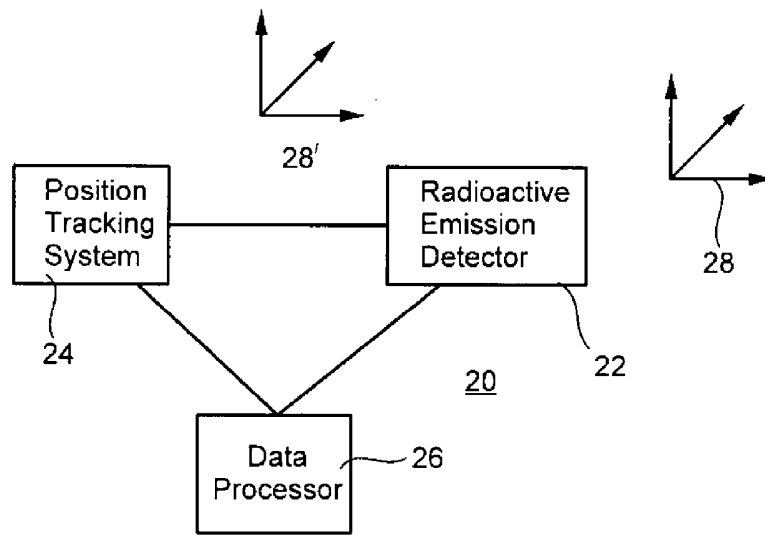 28'
Position
Tracking
System
Radioactive
Emission
Detector
28
24
20
22
Data
Processor
26